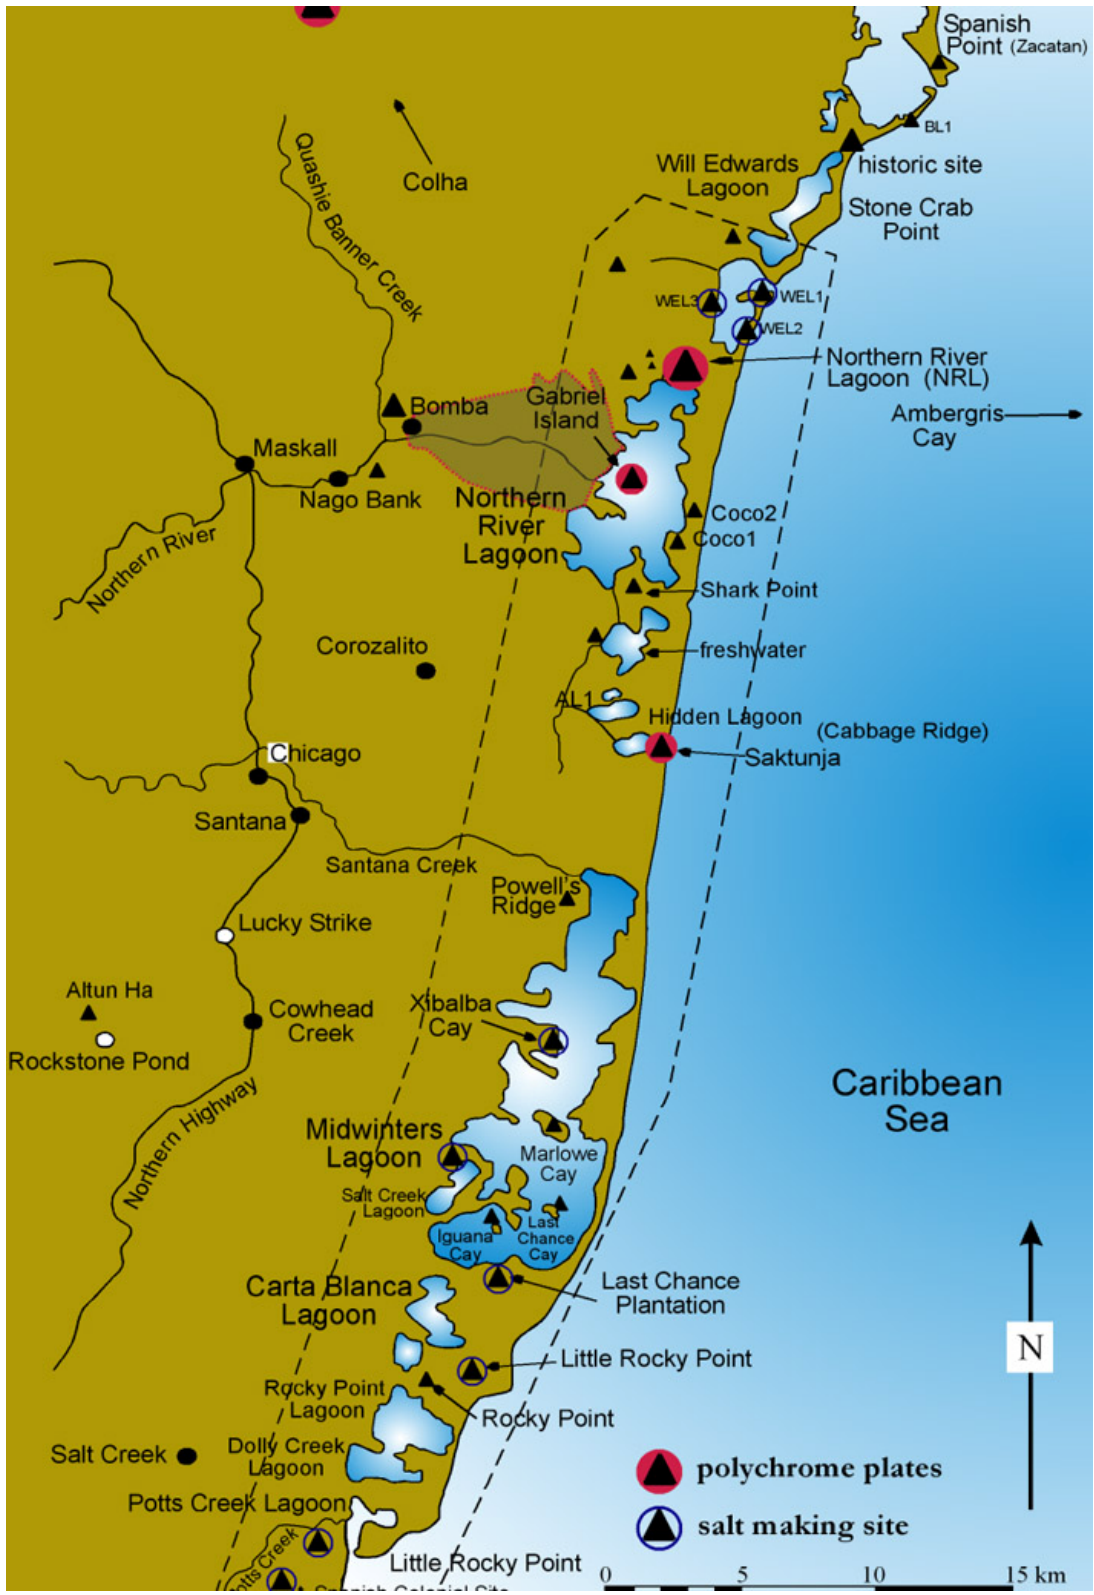 Spanish
Point (Zacatan)
BL1
historic site
Will Edwards
Lagoon
Stone Crab
Point
Colha
Quashie Banner Creek
WEL3
WEL1
WEL2
Northern River
Lagoon (NRL)
Ambergris
Cay
Gabriel
Island
Bomba
Maskall
Nago Bank
Northern
River
Lagoon
Coco2
Coco1
Northern River
Shark Point
Corozalito
freshwater
AL1
Hidden Lagoon
(Cabbage Ridge)
Saktunja
Chicago
Santana
Santana Creek
Powell's
Ridge
Lucky Strike
Altun Ha
Xibalba
Cay
Cowhead
Creek
Rockstone Pond
Caribbean
Sea
Northern Highway
Midwinters
Lagoon
Marlowe
Cay
Salt Creek
Lagoon
Iguana
Cay
Last
Chance
Cay
Carta Blanca
Lagoon
Last Chance
Plantation
N
Little Rocky Point
Rocky Point
Lagoon
Rocky Point
Salt Creek
Dolly Creek
Lagoon
polychrome plates
Potts Creek Lagoon
salt making site
Potts Creek
Little Rocky Point
Spanish Colonial Site
0 5 10 15 km